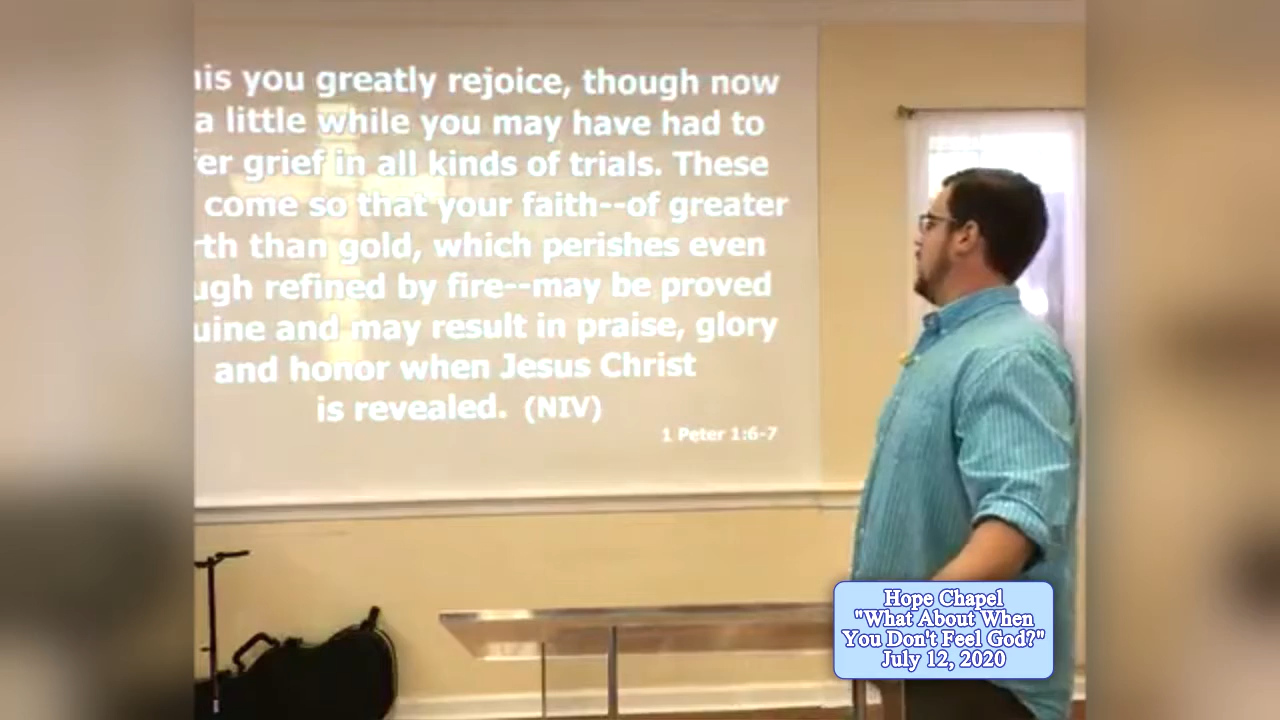 his you greatly rejoice, though now
a little while you may have had to
fer grief in all kinds of trials. These
come so that your faith--of greater
rth than gold, which perishes even
ugh refined by fire--may be proved
uine and may result in praise, glory
and honor when Jesus Christ
is revealed. (NIV)
1 Peter 1:6-7
Hope Chapel
"What About When
You Don't Feel God?"
July 12, 2020